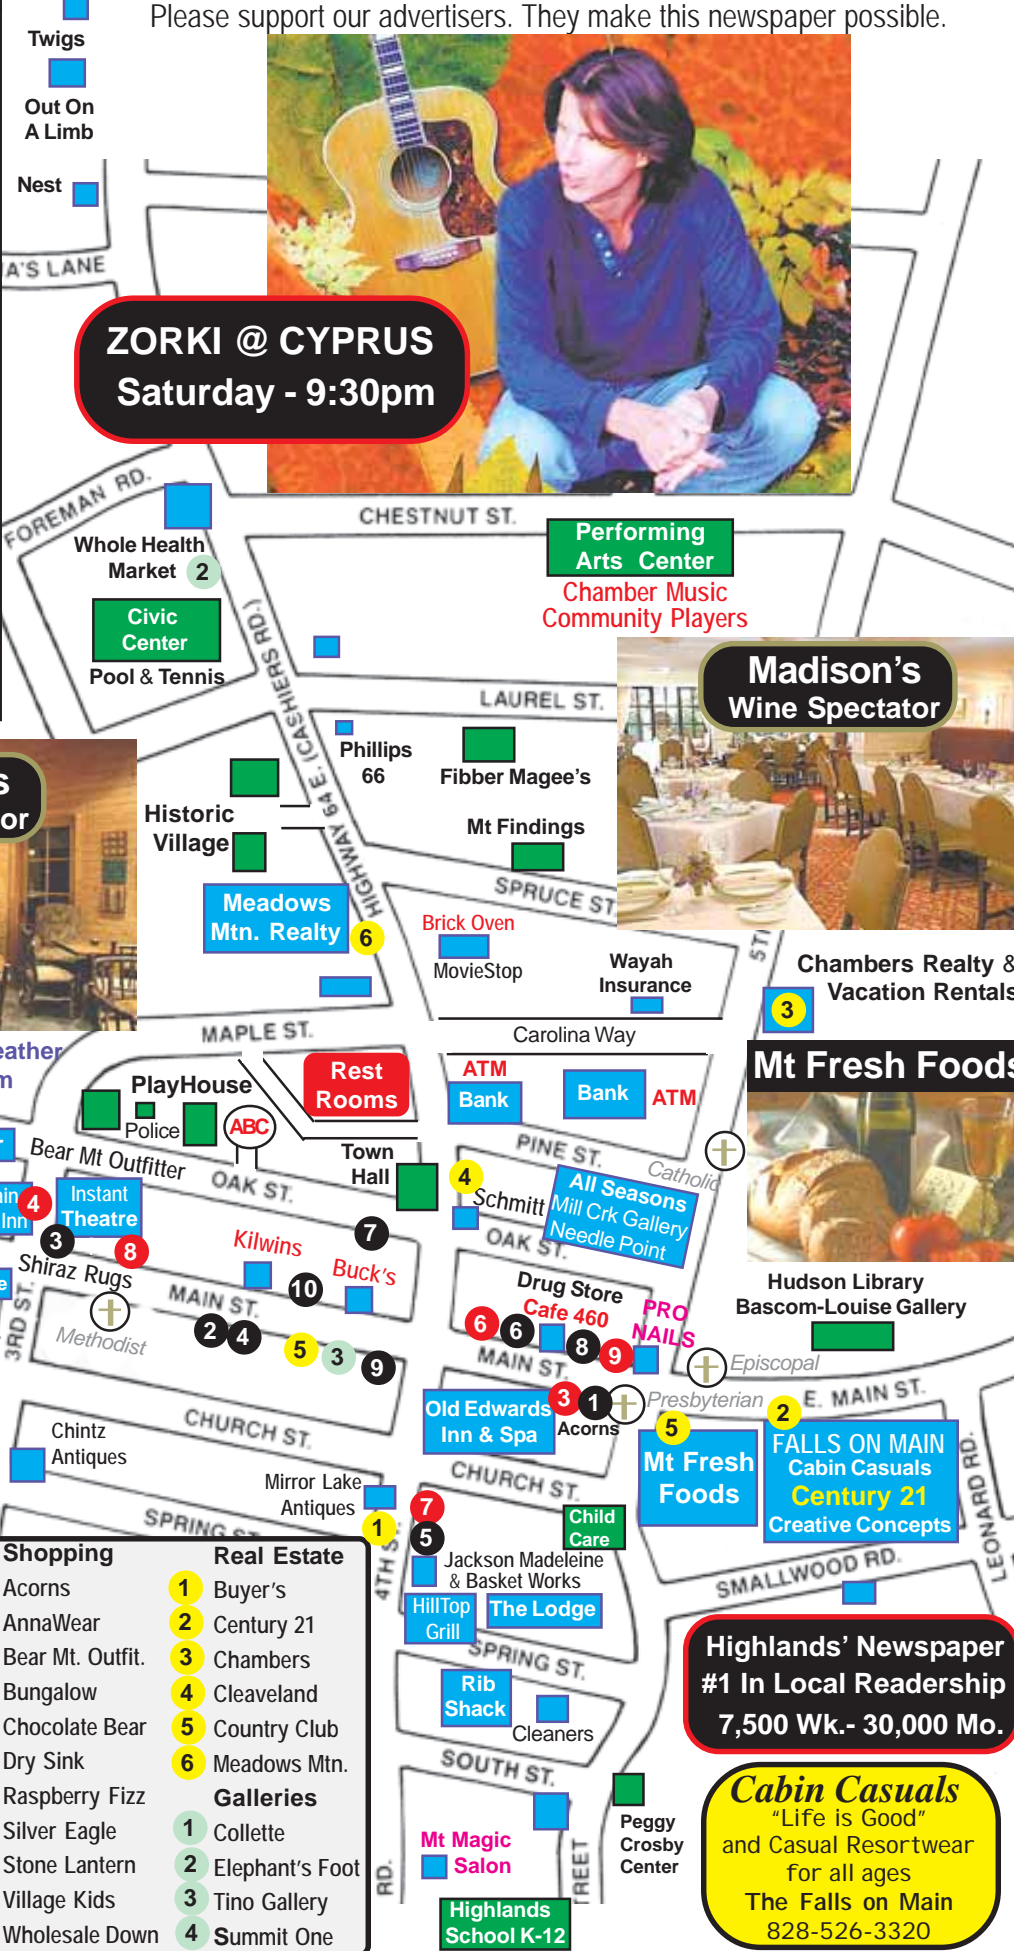 Please support our advertisers. They make this newspaper possible.
Twigs
Out On
A Limb
Nest
A'S LANE
ZORKI @ CYPRUS
Saturday - 9:30pm
FOREMAN RD.
CHESTNUT ST.
Whole Health
Market 2
Performing
Arts Center
Chamber Music
Community Players
Civic
Center
Pool & Tennis
HIGHWAY 64 E. (CASHIERS RD.)
Madison's
Wine Spectator
LAUREL ST.
Phillips
66
Fibber Magee's
S
or
Historic
Village
Mt Findings
SPRUCE ST.
Meadows
Mtn. Realty
6
Brick Oven
MovieStop
Wayah
Insurance
5TH
Chambers Realty &
Vacation Rentals
3
MAPLE ST.
Carolina Way
eather
m
PlayHouse
Police
ABC
Rest
Rooms
ATM
Bank
Bank
ATM
Mt Fresh Foods
Bear Mt Outfitter
OAK ST.
Town
Hall
PINE ST.
Catholic
4
Schmitt
All Seasons
Mill Crk Gallery
Needle Point
ain
Inn
4
Instant
Theatre
3
8
7
Kilwins
Buck's
10
OAK ST.
Shiraz Rugs
e
3RD ST.
Methodist
MAIN ST.
2
4
5
3
9
Drug Store
Cafe 460
PRO
NAILS
6
6
8
9
MAIN ST.
Hudson Library
Bascom-Louise Gallery
Episcopal
Presbyterian
E. MAIN ST.
Old Edwards
Inn & Spa
3
1
Acorns
CHURCH ST.
CHURCH ST.
Chintz
Antiques
5
Mt Fresh
Foods
2
FALLS ON MAIN
Cabin Casuals
Century 21
Creative Concepts
LEONARD RD.
Mirror Lake
Antiques
1
SPRING ST.
4TH ST.
7
5
Child
Care
Jackson Madeleine
& Basket Works
SMALLWOOD RD.
HillTop
Grill
The Lodge
SPRING ST.
Rib
Shack
Cleaners
SOUTH ST.
Highlands' Newspaper
#1 In Local Readership
7,500 Wk.- 30,000 Mo.
Mt Magic
Salon
RD.
TREET
Peggy
Crosby
Center
Highlands
School K-12
Cabin Casuals
"Life is Good"
and Casual Resortwear
for all ages
The Falls on Main
828-526-3320
Shopping
Acorns
AnnaWear
Bear Mt. Outfit.
Bungalow
Chocolate Bear
Dry Sink
Raspberry Fizz
Silver Eagle
Stone Lantern
Village Kids
Wholesale Down
Real Estate
1 Buyer's
2 Century 21
3 Chambers
4 Cleaveland
5 Country Club
6 Meadows Mtn.
Galleries
1 Collette
2 Elephant's Foot
3 Tino Gallery
4 Summit One